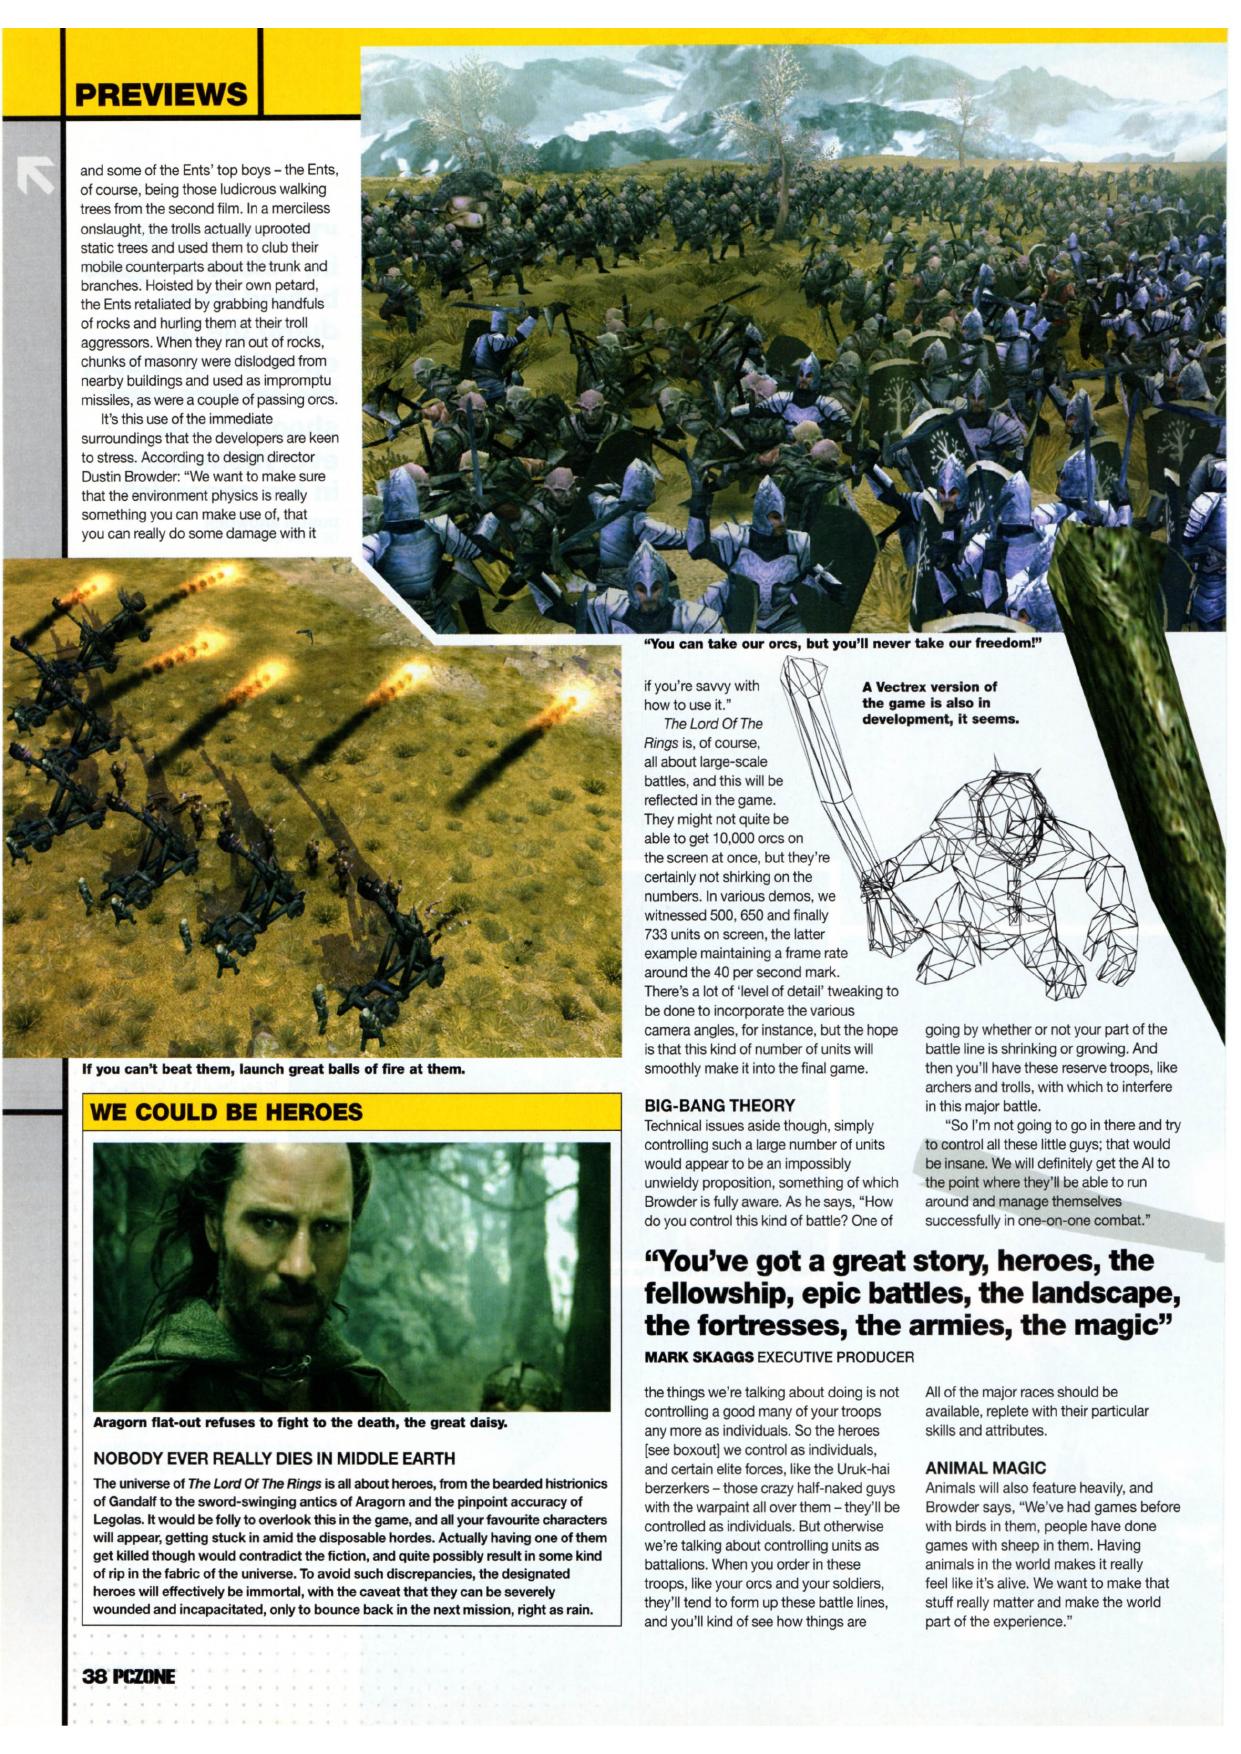 PREVIEWS
and some of the Ents' top boys – the Ents,
of course, being those ludicrous walking
trees from the second film. In a merciless
onslaught, the trolls actually uprooted
static trees and used them to club their
mobile counterparts about the trunk and
branches. Hoisted by their own petard,
the Ents retaliated by grabbing handfuls
of rocks and hurling them at their troll
aggressors. When they ran out of rocks,
chunks of masonry were dislodged from
nearby buildings and used as impromptu
missiles, as were a couple of passing orcs.
It's this use of the immediate
surroundings that the developers are keen
to stress. According to design director
Dustin Browder: “We want to make sure
that the environment physics is really
something you can make use of, that
you can really do some damage with it
“You can take our orcs, but you'll never take our freedom!”
if you're savvy with
how to use it.”
The Lord Of The
Rings is, of course,
all about large-scale
battles, and this will be
reflected in the game.
They might not quite be
able to get 10,000 orcs on
the screen at once, but they're
certainly not shirking on the
numbers. In various demos, we
witnessed 500, 650 and finally
733 units on screen, the latter
example maintaining a frame rate
around the 40 per second mark.
There's a lot of 'level of detail' tweaking to
be done to incorporate the various
camera angles, for instance, but the hope
is that this kind of number of units will
smoothly make it into the final game.
BIG-BANG THEORY
Technical issues aside though, simply
controlling such a large number of units
would appear to be an impossibly
unwieldy proposition, something of which
Browder is fully aware. As he says, “How
do you control this kind of battle? One of
A Vectrex version of
the game is also in
development, it seems.
going by whether or not your part of the
battle line is shrinking or growing. And
then you'll have these reserve troops, like
archers and trolls, with which to interfere
in this major battle.
“So I'm not going to go in there and try
to control all these little guys; that would
be insane. We will definitely get the AI to
the point where they'll be able to run
around and manage themselves
successfully in one-on-one combat.”
“You've got a great story, heroes, the
fellowship, epic battles, the landscape,
the fortresses, the armies, the magic”
MARK SKAGGS EXECUTIVE PRODUCER
the things we're talking about doing is not
controlling a good many of your troops
any more as individuals. So the heroes
[see boxout] we control as individuals,
and certain elite forces, like the Uruk-hai
berzerkers – those crazy half-naked guys
with the warpaint all over them – they'll be
controlled as individuals. But otherwise
we're talking about controlling units as
battalions. When you order in these
troops, like your orcs and your soldiers,
they'll tend to form up these battle lines,
and you'll kind of see how things are
All of the major races should be
available, replete with their particular
skills and attributes.
ANIMAL MAGIC
Animals will also feature heavily, and
Browder says, “We've had games before
with birds in them, people have done
games with sheep in them. Having
animals in the world makes it really
feel like it's alive. We want to make that
stuff really matter and make the world
part of the experience.”
If you can't beat them, launch great balls of fire at them.
WE COULD BE HEROES
Aragorn flat-out refuses to fight to the death, the great daisy.
NOBODY EVER REALLY DIES IN MIDDLE EARTH
The universe of The Lord Of The Rings is all about heroes, from the bearded histrionics
of Gandalf to the sword-swinging antics of Aragorn and the pinpoint accuracy of
Legolas. It would be folly to overlook this in the game, and all your favourite characters
will appear, getting stuck in amid the disposable hordes. Actually having one of them
get killed though would contradict the fiction, and quite possibly result in some kind
of rip in the fabric of the universe. To avoid such discrepancies, the designated
heroes will effectively be immortal, with the caveat that they can be severely
wounded and incapacitated, only to bounce back in the next mission, right as rain.
38 PCZONE